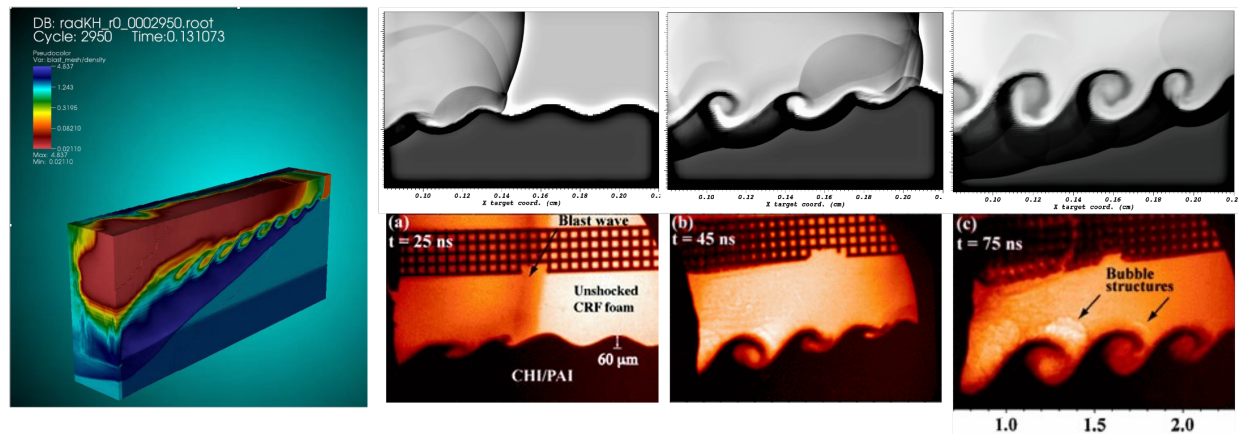 DB: radKH_r0_0002950.root
Cycle: 2950 Time:0.131073
Pseudocolor
Var: blast_mesh/density
4.837
1.243
0.3195
0.08210
0.02110
Max: 4.837
Min: 0.02110
0.10 0.12 0.14 0.16 0.18 0.20
X target coord. (cm)
0.10 0.12 0.14 0.16 0.18 0.20
X target coord. (cm)
0.10 0.12 0.14 0.16 0.18 0.20
X target coord. (cm)
(a)
t = 25 ns
Blast wave
Unshocked
CRF foam
60 μm
CHI/PAI
(b)
t = 45 ns
(c)
t = 75 ns
Bubble
structures
1.0 1.5 2.0